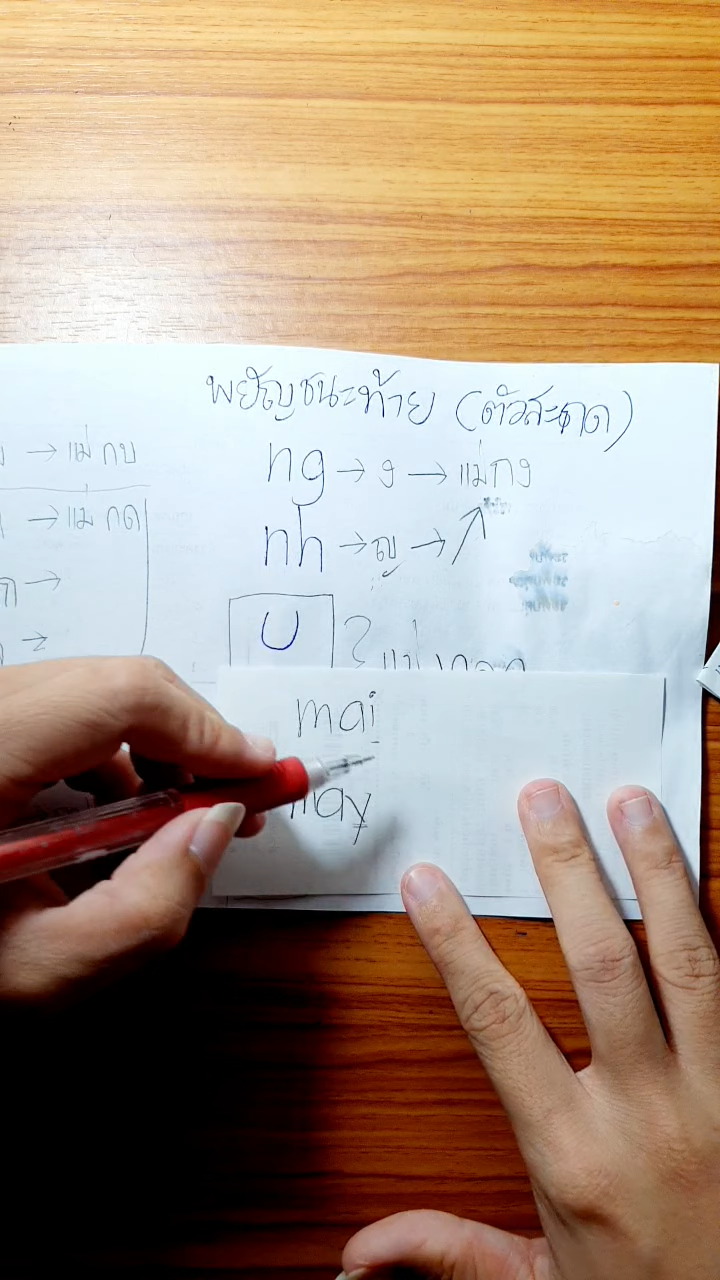 พยัญชนะท้าย (ตัวสะกด)
ng → ง → แม่กง
nh → ญ → ↗
U
mai
may
→ แม่ กบ
→ แม่ กด
→
→